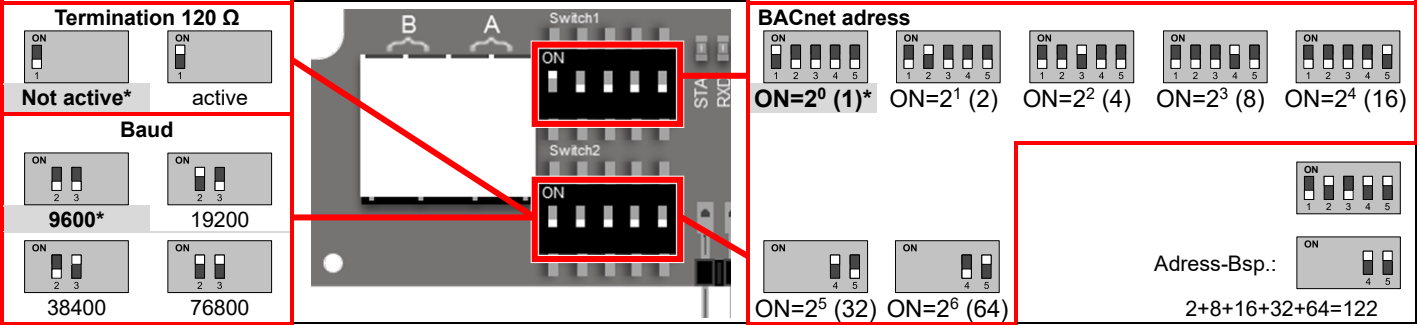 Termination 120 Ω
ON
1
ON
1
Not active*
active
Baud
ON
2 3
ON
2 3
9600*
19200
ON
2 3
ON
2 3
38400
76800
B
A
Switch1
ON
STA
RXD
Switch2
ON
BACnet adress
ON
1 2 3 4 5
ON
1 2 3 4 5
ON
1 2 3 4 5
ON
1 2 3 4 5
ON
1 2 3 4 5
ON=2⁰ (1)*
ON=2¹ (2)
ON=2² (4)
ON=2³ (8)
ON=2⁴ (16)
ON
4 5
ON
4 5
ON=2⁵ (32)
ON=2⁶ (64)
ON
1 2 3 4 5
Adress-Bsp.:
ON
4 5
2+8+16+32+64=122